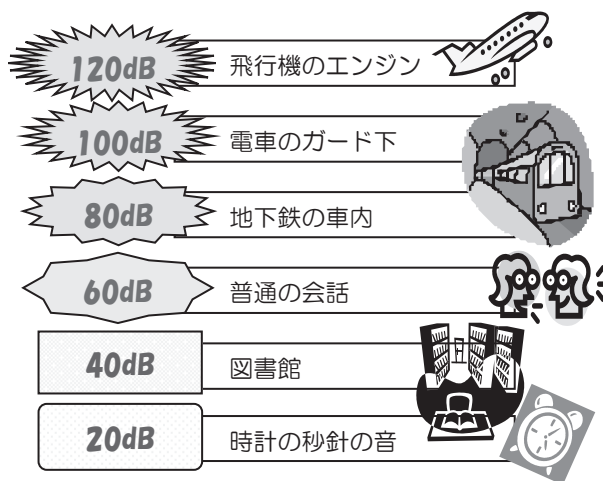 120dB 飛行機のエンジン
100dB 電車のガード下
80dB 地下鉄の車内
60dB 普通の会話
40dB 図書館
20dB 時計の秒針の音